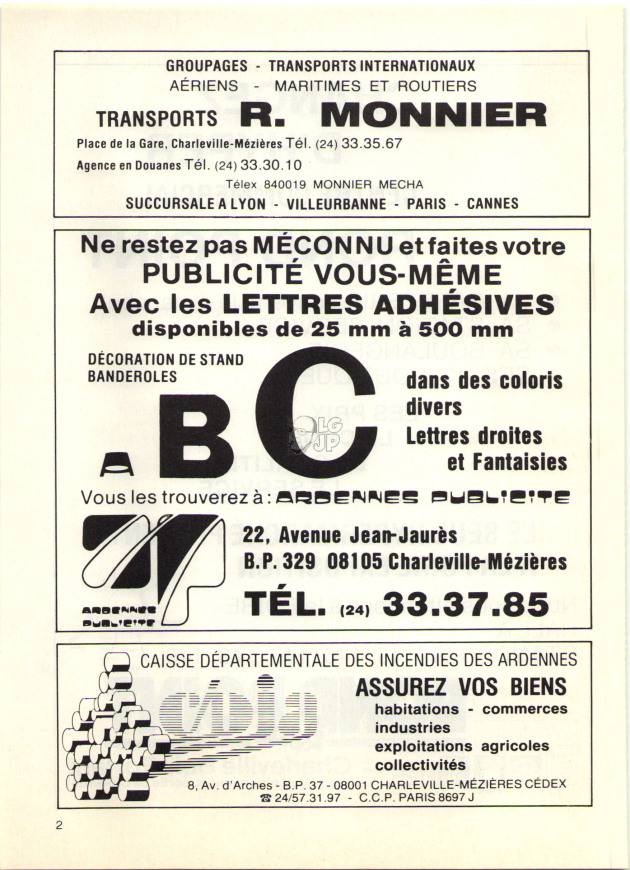 GROUPAGES - TRANSPORTS INTERNATIONAUX
AÉRIENS - MARITIMES ET ROUTIERS
TRANSPORTS R. MONNIER
Place de la Gare, Charleville-Mézières Tél. (24) 33.35.67
Agence en Douanes Tél. (24) 33.30.10
Télex 840019 MONNIER MECHA
SUCCURSALE A LYON - VILLEURBANNE - PARIS - CANNES
Ne restez pas MÉCONNU et faites votre
PUBLICITÉ VOUS-MÊME
Avec les LETTRES ADHÉSIVES
disponibles de 25 mm à 500 mm
DÉCORATION DE STAND
BANDEROLES
A B C
dans des coloris
divers
Lettres droites
et Fantaisies
LG
JP
Vous les trouverez à : ARDENNES PUBLICITE
22, Avenue Jean-Jaurès
B.P. 329 08105 Charleville-Mézières
ARDENNES
PUBLICITE
TÉL. (24) 33.37.85
CAISSE DÉPARTEMENTALE DES INCENDIES DES ARDENNES
ASSUREZ VOS BIENS
habitations - commerces
industries
exploitations agricoles
collectivités
8, Av. d'Arches - B.P. 37 - 08001 CHARLEVILLE-MÉZIÈRES CÉDEX
☎ 24/57.31.97 - C.C.P. PARIS 8697 J
2